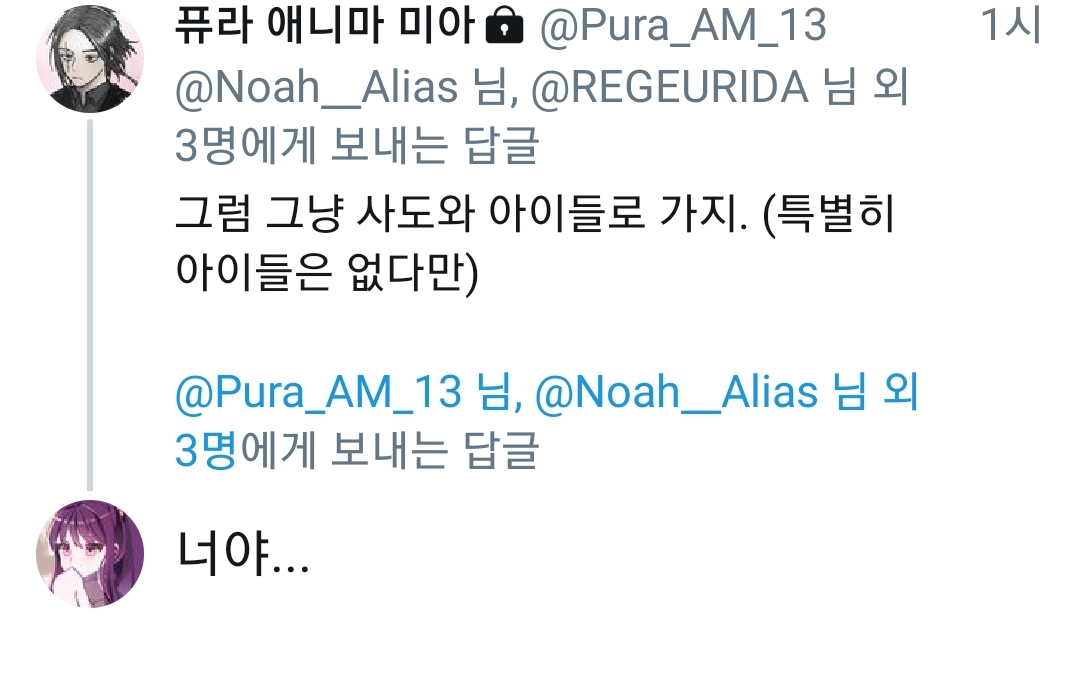 퓨라 애니마 미아 @Pura_AM_13 1시
@Noah__Alias 님, @REGEURIDA 님 외
3명에게 보내는 답글
그럼 그냥 사도와 아이들로 가지. (특별히
아이들은 없다만)
@Pura_AM_13 님, @Noah__Alias 님 외
3명에게 보내는 답글
너야...